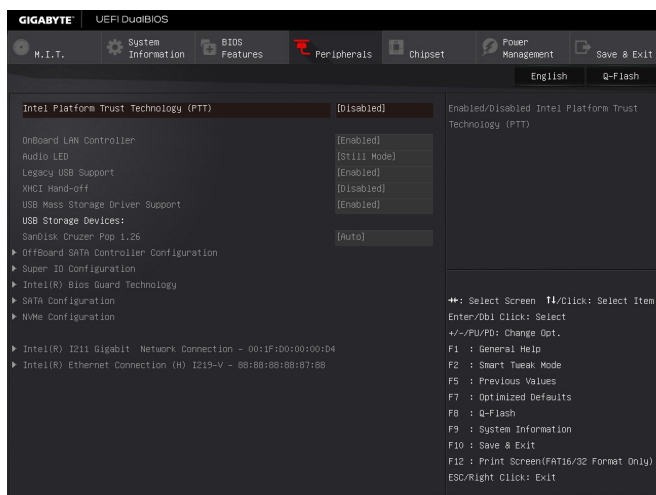 GIGABYTE™ UEFI DualBIOS
M.I.T.
System Information
BIOS Features
Peripherals
Chipset
Power Management
Save & Exit
English Q-Flash
Intel Platform Trust Technology (PTT) [Disabled]
OnBoard LAN Controller [Enabled]
Audio LED [Still Mode]
Legacy USB Support [Enabled]
XHCI Hand-off [Disabled]
USB Mass Storage Driver Support [Enabled]
USB Storage Devices:
SanDisk Cruzer Pop 1.26 [Auto]
OffBoard SATA Controller Configuration
Super IO Configuration
Intel(R) Bios Guard Technology
SATA Configuration
NVMe Configuration
Intel(R) I211 Gigabit Network Connection - 00:1F:D0:00:00:D4
Intel(R) Ethernet Connection (H) I219-V - 88:88:88:88:87:88
Enabled/Disabled Intel Platform Trust
Technology (PTT)
→←: Select Screen ↑↓/Click: Select Item
Enter/Dbl Click: Select
+/-/PU/PD: Change Opt.
F1 : General Help
F2 : Smart Tweak Mode
F5 : Previous Values
F7 : Optimized Defaults
F8 : Q-Flash
F9 : System Information
F10 : Save & Exit
F12 : Print Screen(FAT16/32 Format Only)
ESC/Right Click: Exit